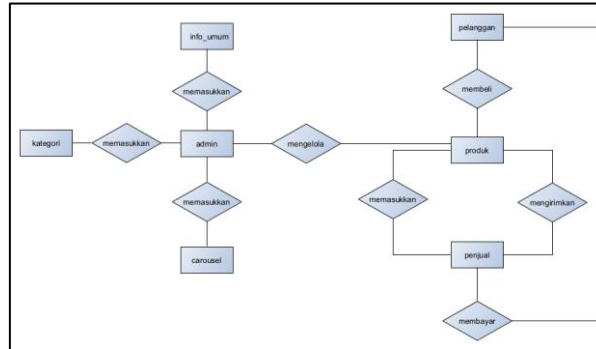 info_umum
pelanggan
memasukkan
membeli
kategori
memasukkan
admin
mengelola
produk
memasukkan
memasukkan
mengirimkan
carousel
penjual
membayar